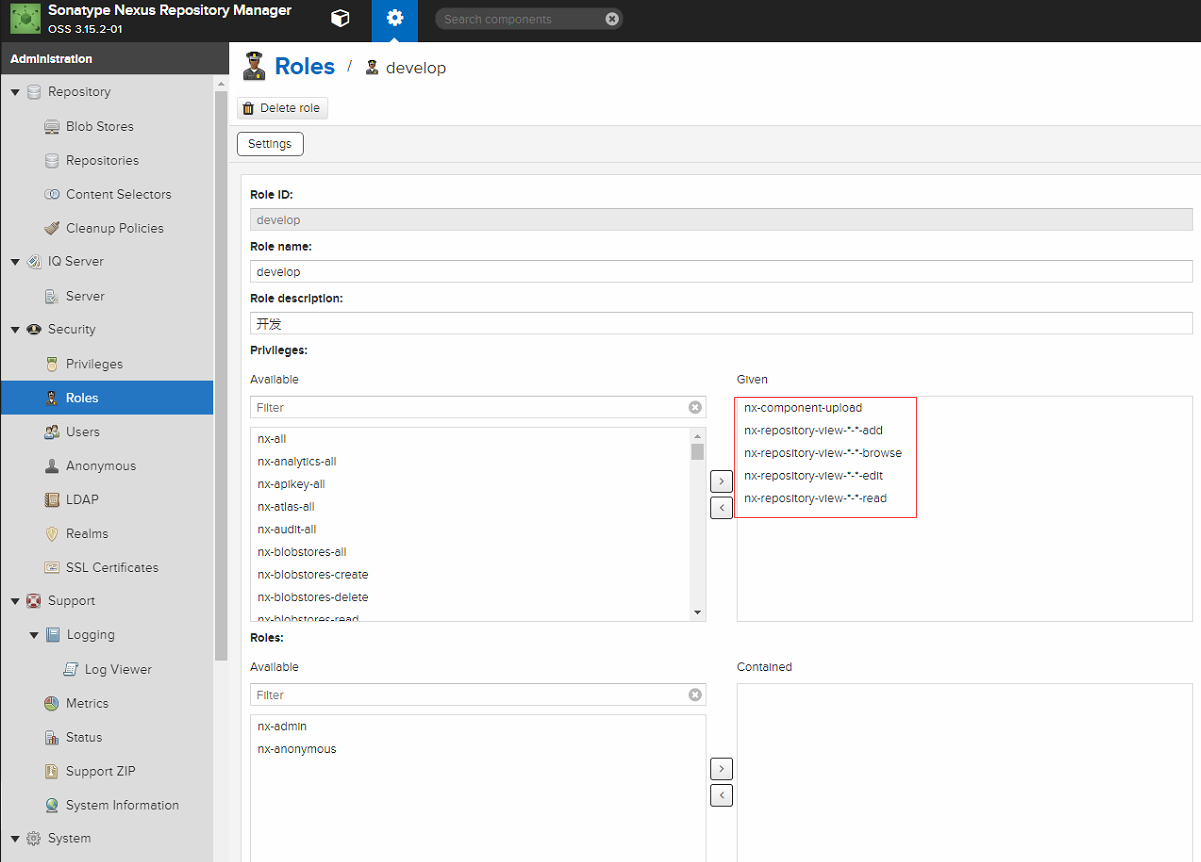 Sonatype Nexus Repository Manager
OSS 3.15.2-01
Search components
Administration
Repository
Blob Stores
Repositories
Content Selectors
Cleanup Policies
IQ Server
Server
Security
Privileges
Roles
Users
Anonymous
LDAP
Realms
SSL Certificates
Support
Logging
Log Viewer
Metrics
Status
Support ZIP
System Information
System
Roles / develop
Delete role
Settings
Role ID:
develop
Role name:
develop
Role description:
开发
Privileges:
Available
Filter
nx-all
nx-analytics-all
nx-apikey-all
nx-atlas-all
nx-audit-all
nx-blobstores-all
nx-blobstores-create
nx-blobstores-delete
nx-blobstores-read
Given
nx-component-upload
nx-repository-view-*-*-add
nx-repository-view-*-*-browse
nx-repository-view-*-*-edit
nx-repository-view-*-*-read
Roles:
Available
Filter
nx-admin
nx-anonymous
Contained